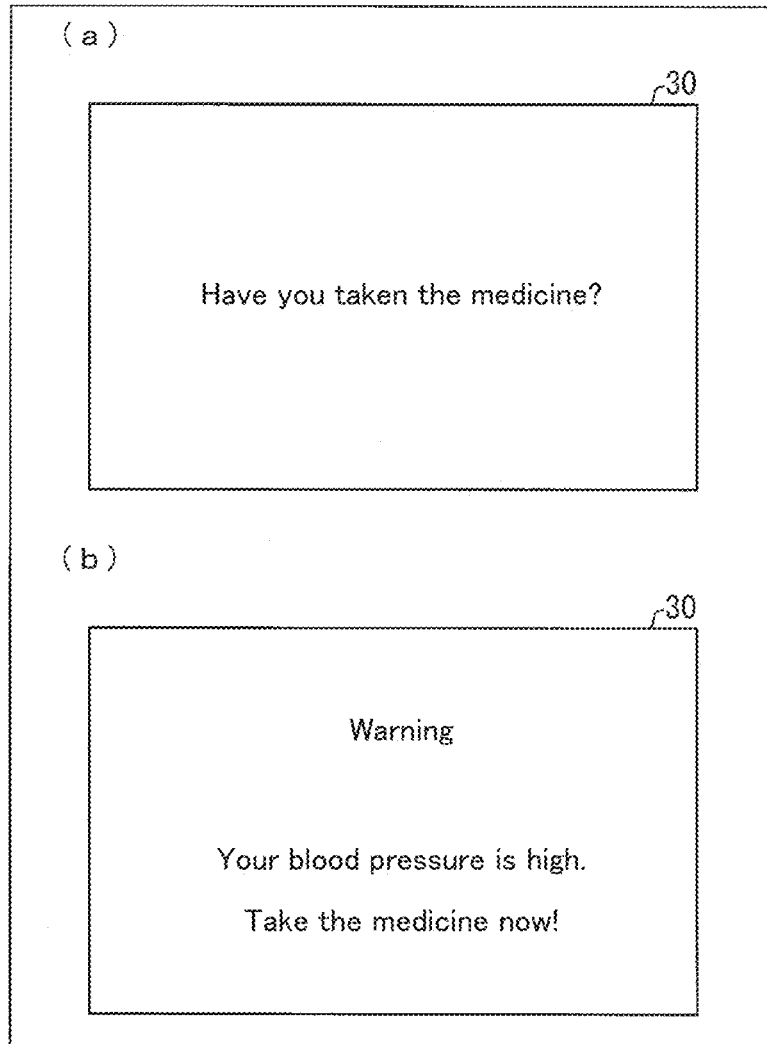 (a)
30
Have you taken the medicine?
(b)
30
Warning
Your blood pressure is high.
Take the medicine now!